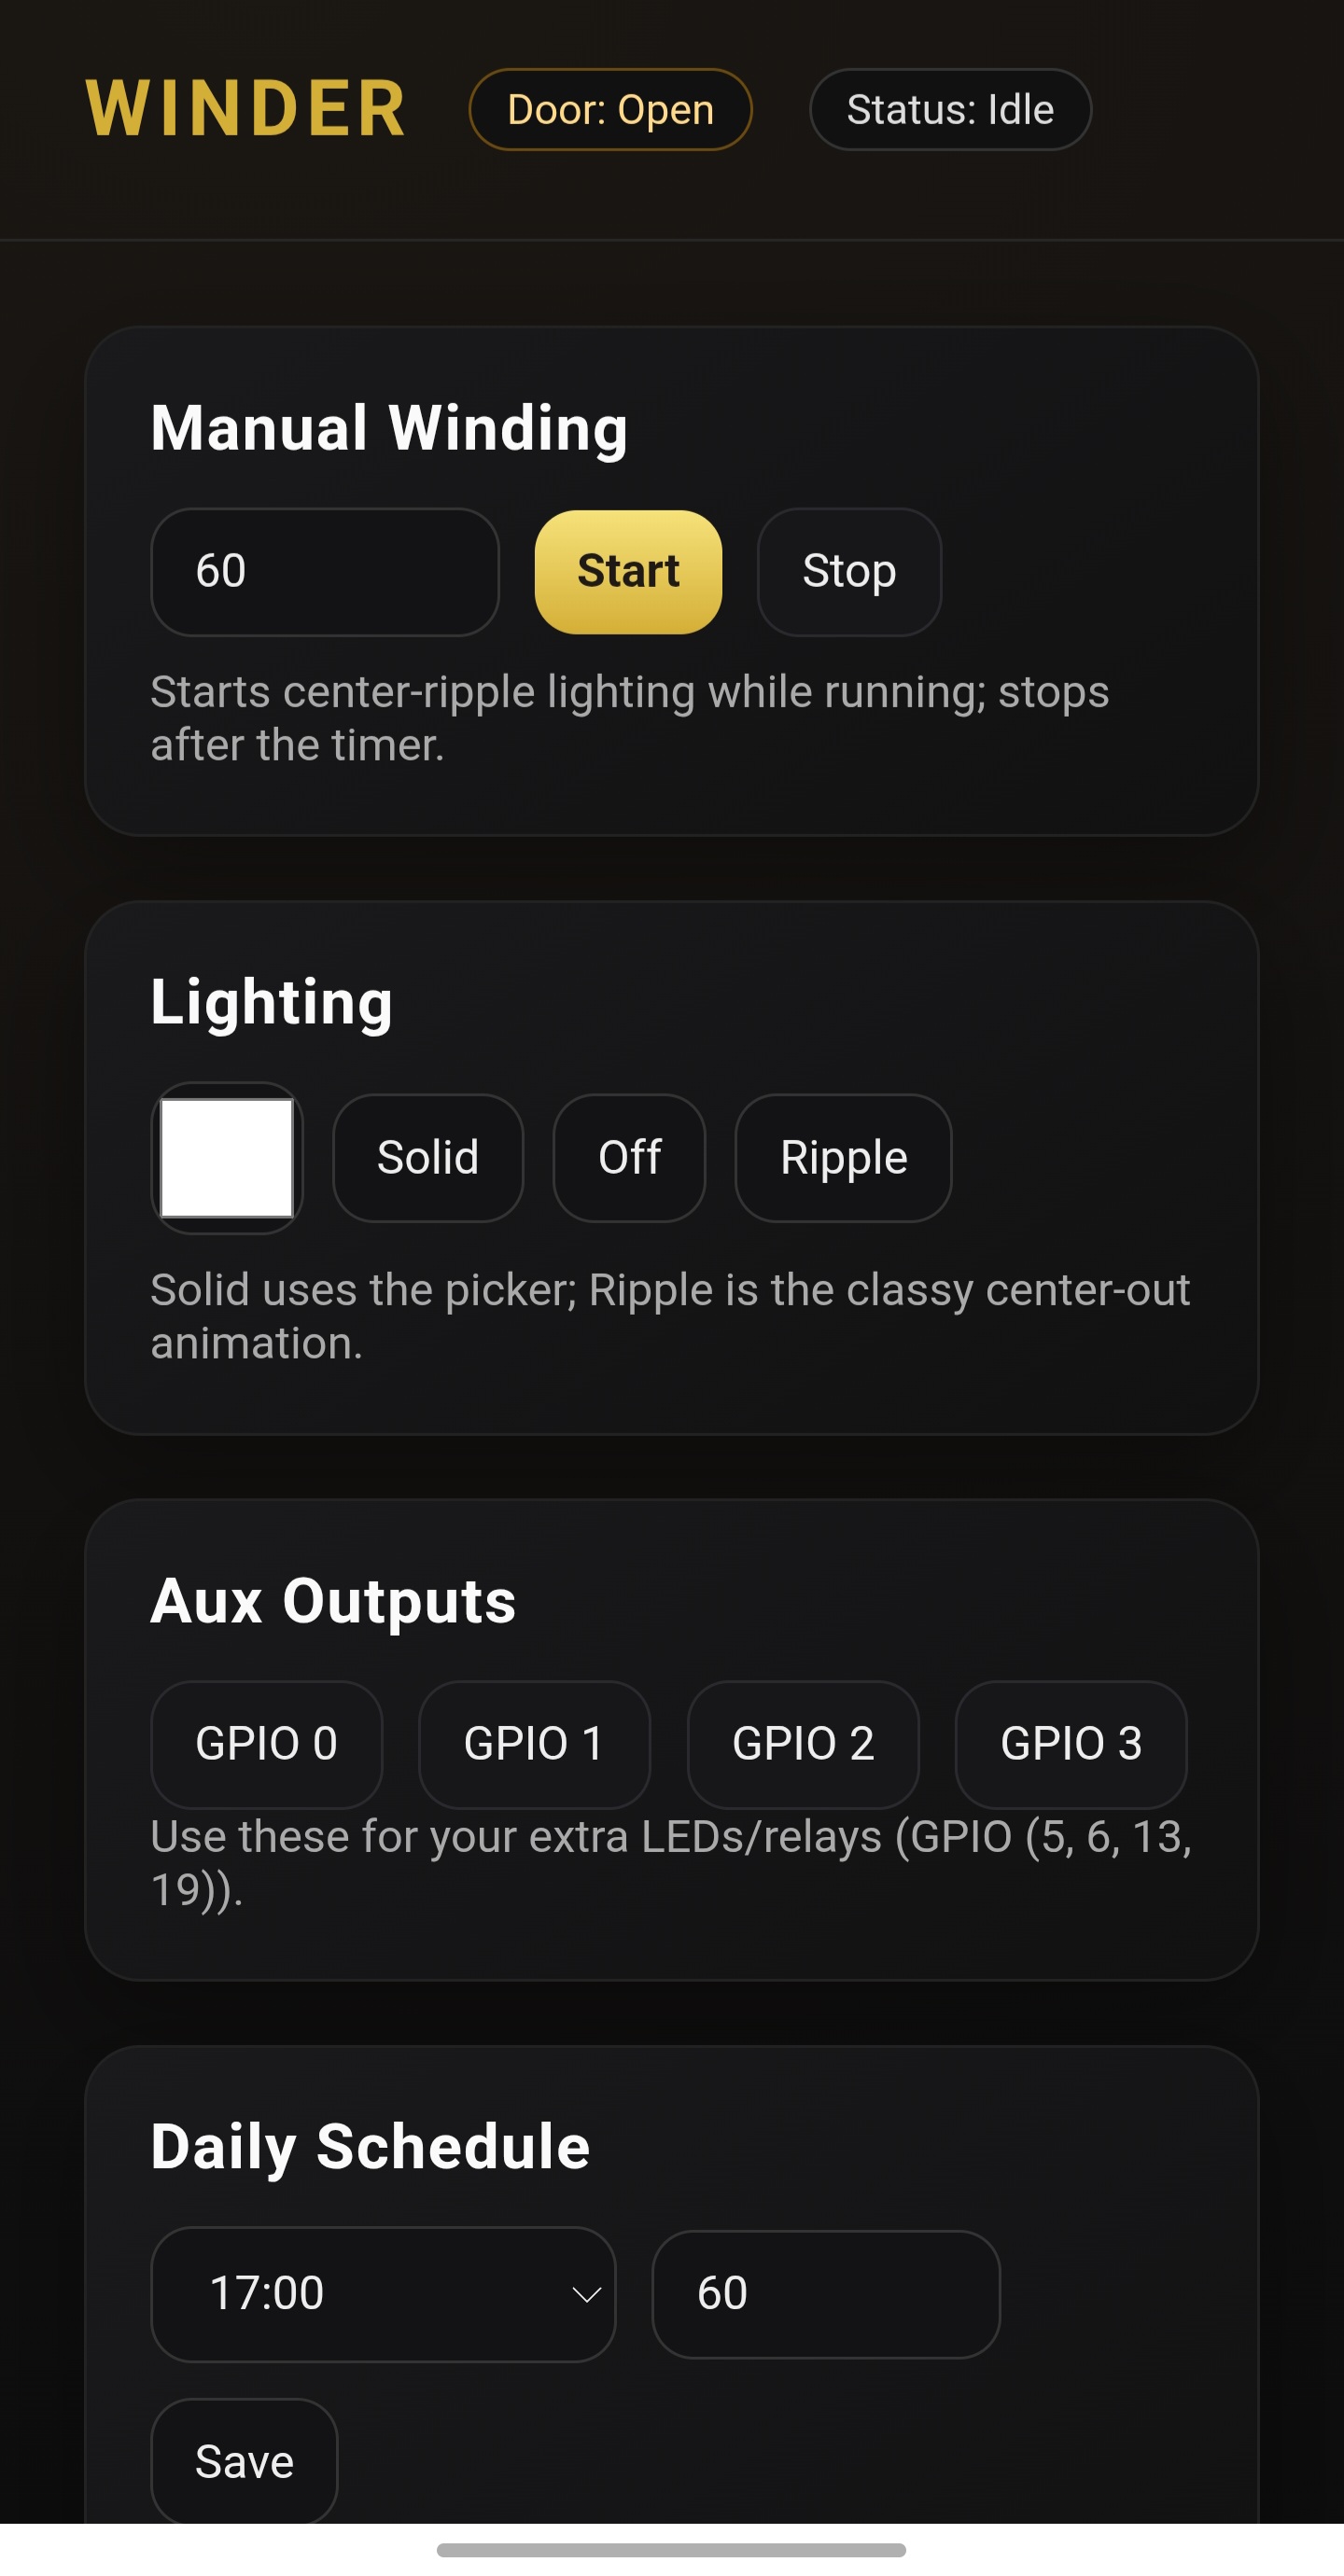 WINDER Door: Open Status: Idle
Manual Winding
60 Start Stop
Starts center-ripple lighting while running; stops
after the timer.
Lighting
Solid Off Ripple
Solid uses the picker; Ripple is the classy center-out
animation.
Aux Outputs
GPIO 0 GPIO 1 GPIO 2 GPIO 3
Use these for your extra LEDs/relays (GPIO (5, 6, 13,
19)).
Daily Schedule
17:00 60
Save